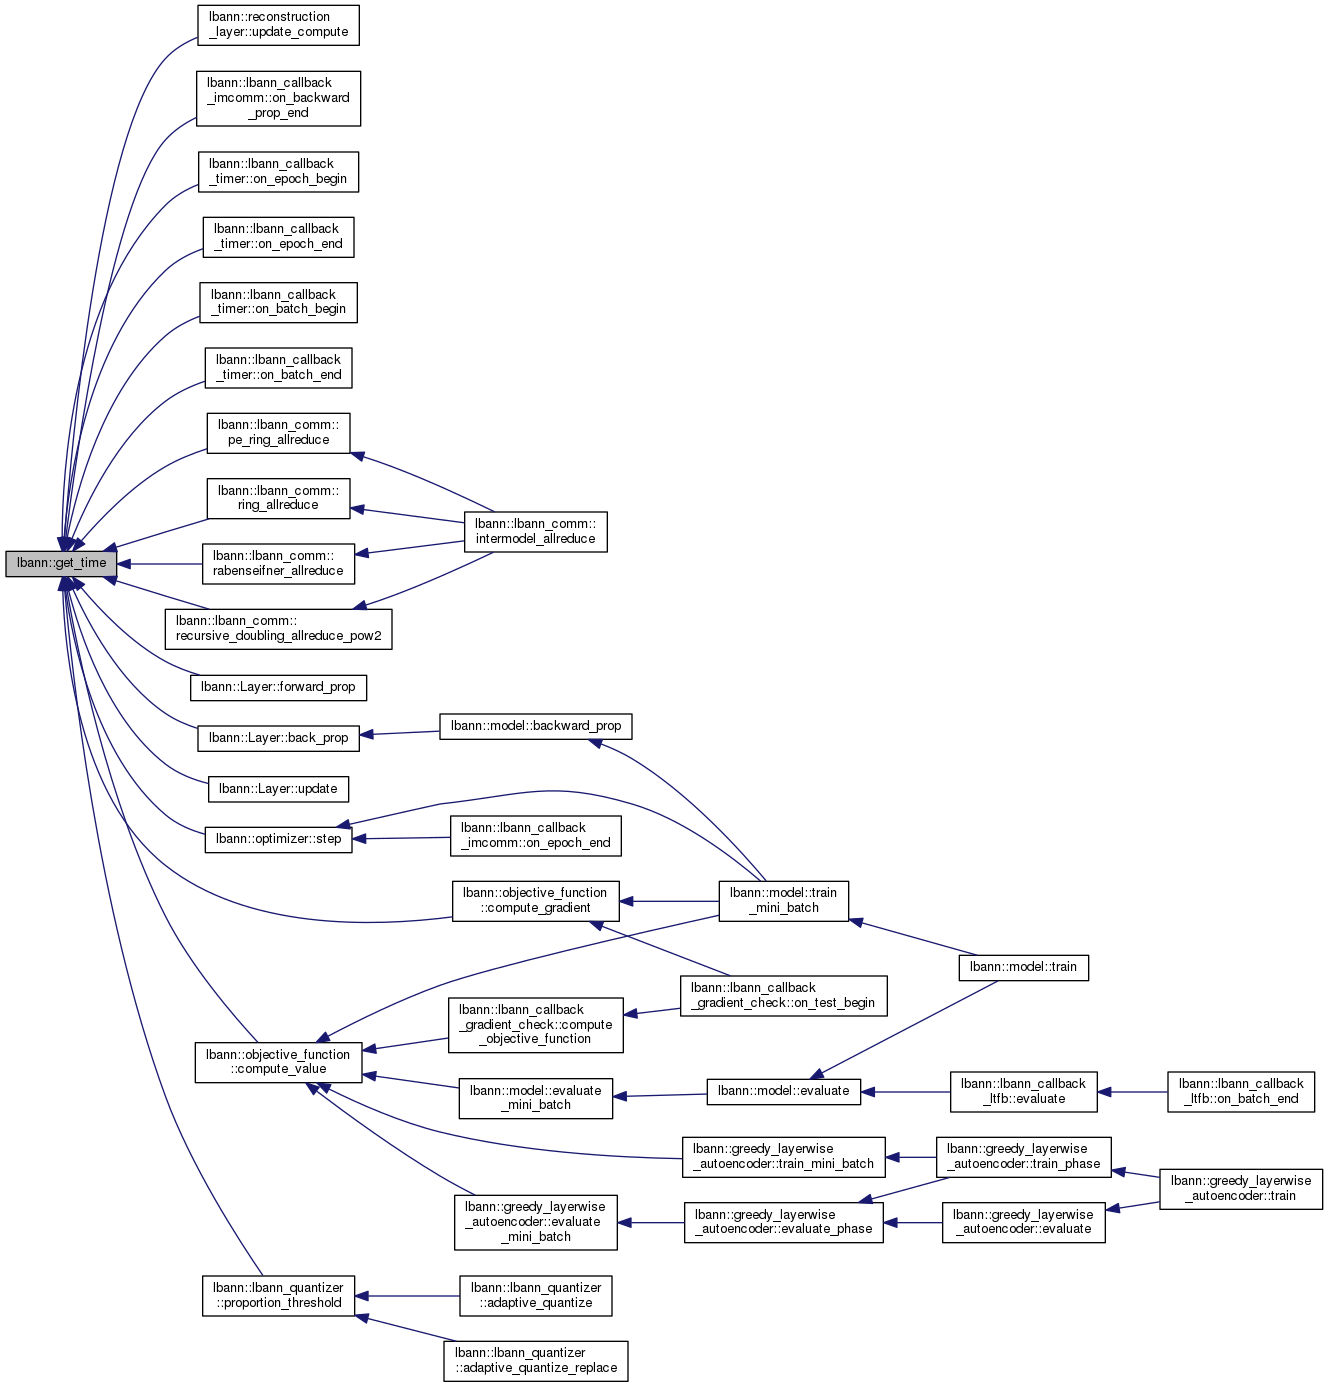 lbann::reconstruction
_layer::update_compute
lbann::lbann_callback
_imcomm::on_backward
_prop_end
lbann::lbann_callback
_timer::on_epoch_begin
lbann::lbann_callback
_timer::on_epoch_end
lbann::lbann_callback
_timer::on_batch_begin
lbann::lbann_callback
_timer::on_batch_end
lbann::lbann_comm::
pe_ring_allreduce
lbann::lbann_comm::
ring_allreduce
lbann::lbann_comm::
intermodel_allreduce
lbann::get_time
lbann::lbann_comm::
rabenseifner_allreduce
lbann::lbann_comm::
recursive_doubling_allreduce_pow2
lbann::Layer::forward_prop
lbann::Layer::back_prop
lbann::model::backward_prop
lbann::Layer::update
lbann::optimizer::step
lbann::lbann_callback
_imcomm::on_epoch_end
lbann::objective_function
::compute_gradient
lbann::model::train
_mini_batch
lbann::model::train
lbann::lbann_callback
_gradient_check::on_test_begin
lbann::lbann_callback
_gradient_check::compute
_objective_function
lbann::objective_function
::compute_value
lbann::model::evaluate
_mini_batch
lbann::model::evaluate
lbann::lbann_callback
_ltfb::evaluate
lbann::lbann_callback
_ltfb::on_batch_end
lbann::greedy_layerwise
_autoencoder::train_mini_batch
lbann::greedy_layerwise
_autoencoder::train_phase
lbann::greedy_layerwise
_autoencoder::train
lbann::greedy_layerwise
_autoencoder::evaluate
_mini_batch
lbann::greedy_layerwise
_autoencoder::evaluate_phase
lbann::greedy_layerwise
_autoencoder::evaluate
lbann::lbann_quantizer
::proportion_threshold
lbann::lbann_quantizer
::adaptive_quantize
lbann::lbann_quantizer
::adaptive_quantize_replace